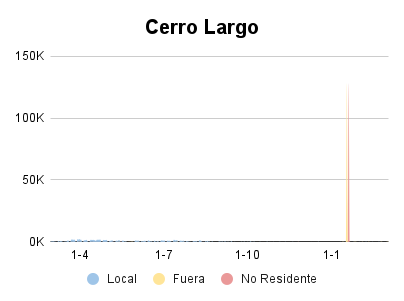 Cerro Largo
150K
100K
50K
0K
1-4 1-7 1-10 1-1
Local Fuera No Residente